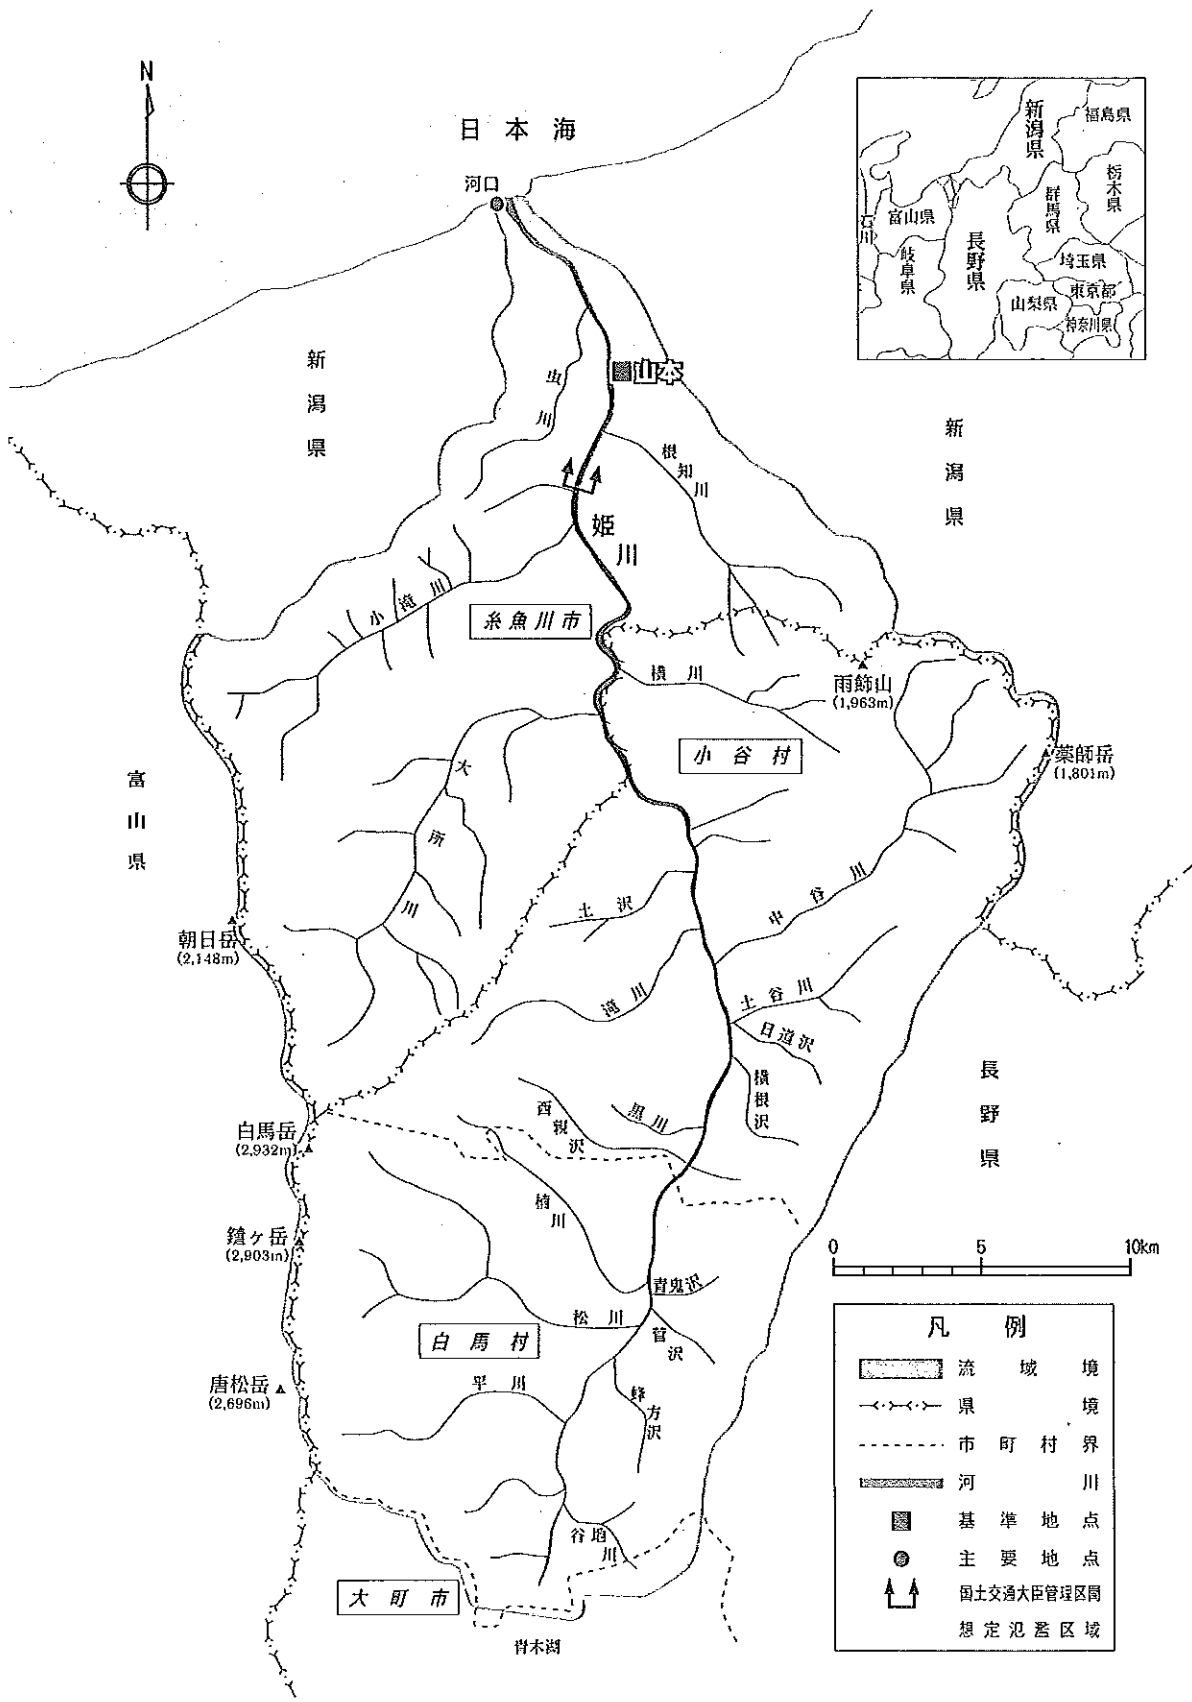 N
日本海
河口
新潟県
福島県
栃木県
群馬県
富山県
石川
長野県
岐阜県
埼玉県
東京都
山梨県
神奈川県
新潟県
虫川
山本
根知川
新潟県
姫川
小滝川
糸魚川市
横川
雨飾山
(1,963m)
小谷村
薬師岳
(1,801m)
富山県
大所川
中谷川
土沢
朝日岳
(2,148m)
滝川
土谷川
日道沢
横根沢
長野県
西親沢
黒川
白馬岳
(2,932m)
楠川
鑓ヶ岳
(2,903m)
青鬼沢
松川
菅沢
白馬村
唐松岳
(2,696m)
平川
蜂方沢
谷地川
大町市
青木湖
0 5 10km
凡例
流域境
県境
市町村界
河川
基準地点
主要地点
国土交通大臣管理区間
想定氾濫区域